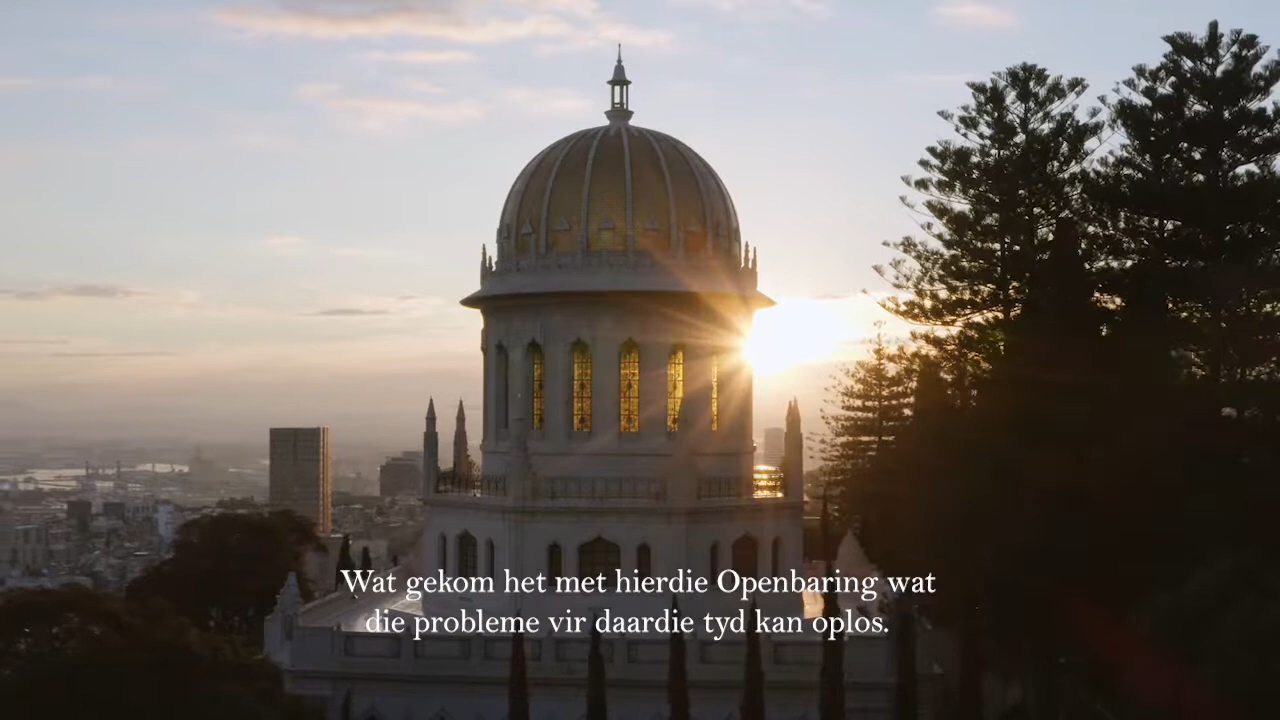 Wat gekom het met hierdie Openbaring wat
die probleme vir daardie tyd kan oplos.